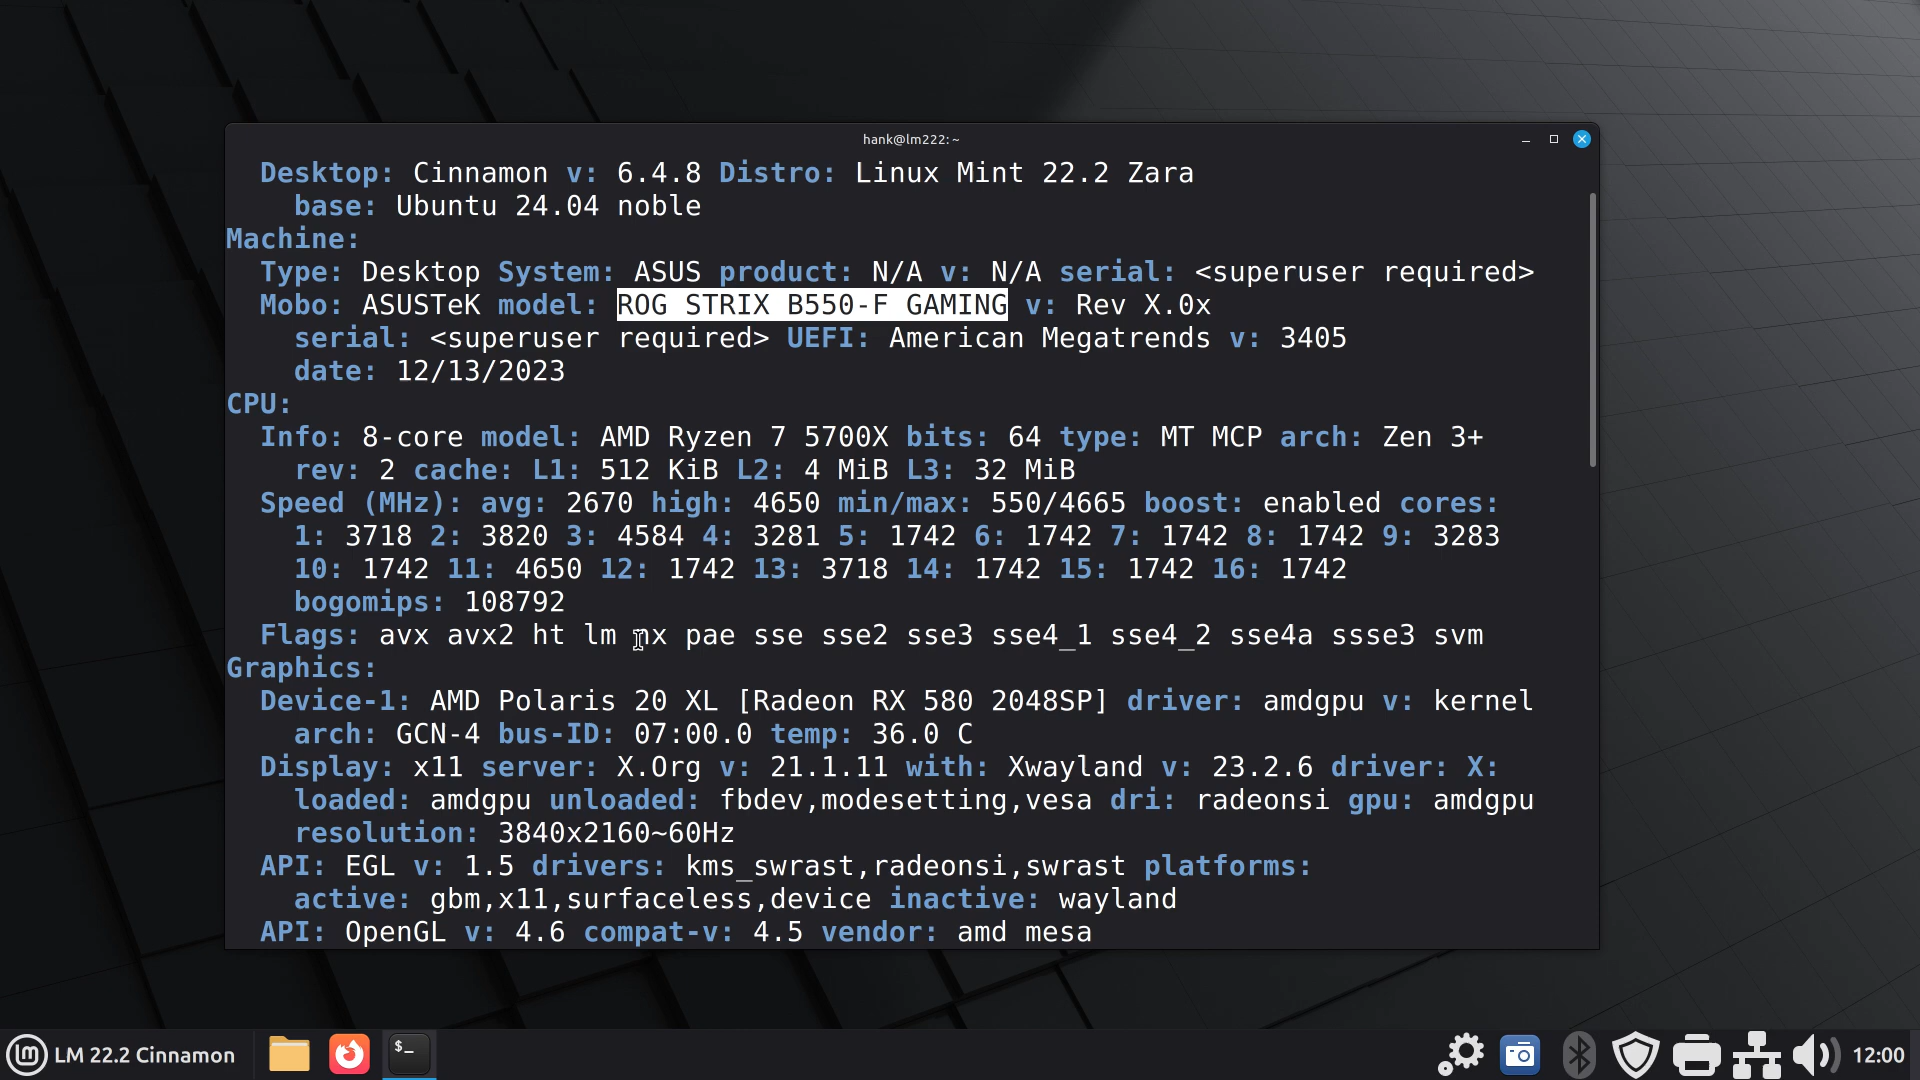 hank@lm222: ~
Desktop: Cinnamon v: 6.4.8 Distro: Linux Mint 22.2 Zara
base: Ubuntu 24.04 noble
Machine:
Type: Desktop System: ASUS product: N/A v: N/A serial: <superuser required>
Mobo: ASUSTeK model: ROG STRIX B550-F GAMING v: Rev X.0x
serial: <superuser required> UEFI: American Megatrends v: 3405
date: 12/13/2023
CPU:
Info: 8-core model: AMD Ryzen 7 5700X bits: 64 type: MT MCP arch: Zen 3+
rev: 2 cache: L1: 512 KiB L2: 4 MiB L3: 32 MiB
Speed (MHz): avg: 2670 high: 4650 min/max: 550/4665 boost: enabled cores:
1: 3718 2: 3820 3: 4584 4: 3281 5: 1742 6: 1742 7: 1742 8: 1742 9: 3283
10: 1742 11: 4650 12: 1742 13: 3718 14: 1742 15: 1742 16: 1742
bogomips: 108792
Flags: avx avx2 ht lm nx pae sse sse2 sse3 sse4_1 sse4_2 sse4a ssse3 svm
Graphics:
Device-1: AMD Polaris 20 XL [Radeon RX 580 2048SP] driver: amdgpu v: kernel
arch: GCN-4 bus-ID: 07:00.0 temp: 36.0 C
Display: x11 server: X.Org v: 21.1.11 with: Xwayland v: 23.2.6 driver: X:
loaded: amdgpu unloaded: fbdev,modesetting,vesa dri: radeonsi gpu: amdgpu
resolution: 3840x2160~60Hz
API: EGL v: 1.5 drivers: kms_swrast,radeonsi,swrast platforms:
active: gbm,x11,surfaceless,device inactive: wayland
API: OpenGL v: 4.6 compat-v: 4.5 vendor: amd mesa
LM 22.2 Cinnamon
$_
12:00